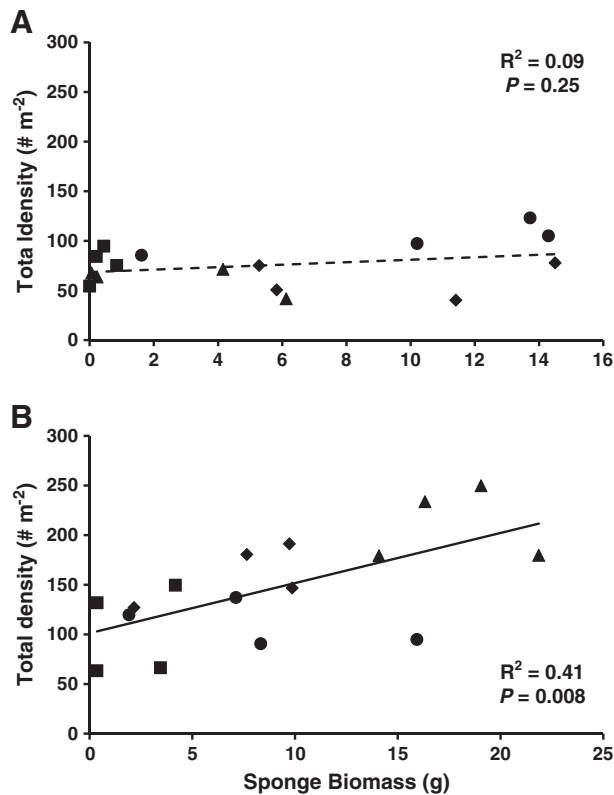 A
300
250
200
150
100
50
0
Tota ldensity (# m-2)
R2 = 0.09
P = 0.25
0 2 4 6 8 10 12 14 16
B
300
250
200
150
100
50
0
Total density (# m-2)
R2 = 0.41
P = 0.008
0 5 10 15 20 25
Sponge Biomass (g)